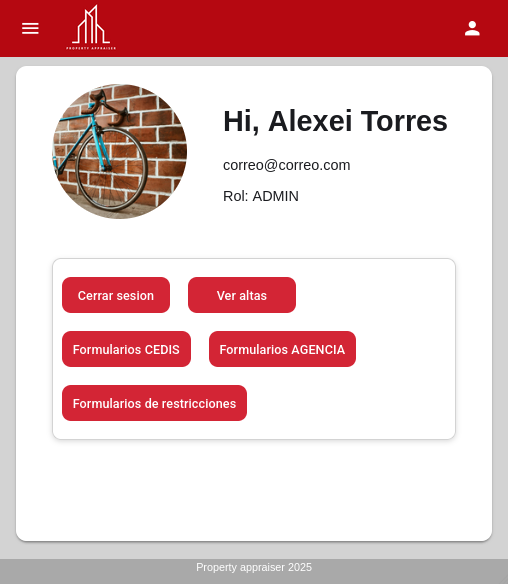 PROPERTY APPRAISER
Hi, Alexei Torres
correo@correo.com
Rol: ADMIN
Cerrar sesion
Ver altas
Formularios CEDIS
Formularios AGENCIA
Formularios de restricciones
Property appraiser 2025